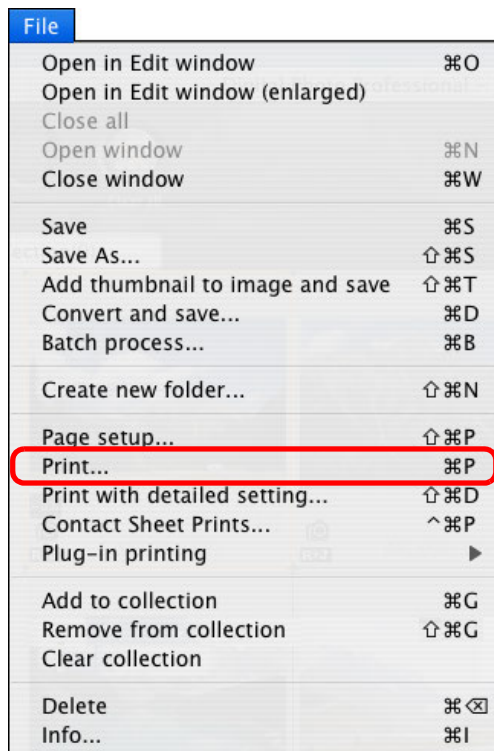 File
Open in Edit window ⌘O
Open in Edit window (enlarged)
Close all
Open window ⌘N
Close window ⌘W
Save ⌘S
Save As... ⇧⌘S
Add thumbnail to image and save ⇧⌘T
Convert and save... ⌘D
Batch process... ⌘B
Create new folder... ⇧⌘N
Page setup... ⇧⌘P
Print... ⌘P
Print with detailed setting... ⇧⌘D
Contact Sheet Prints... ^⌘P
Plug-in printing ▶
Add to collection ⌘G
Remove from collection ⇧⌘G
Clear collection
Delete ⌘⌫
Info... ⌘I